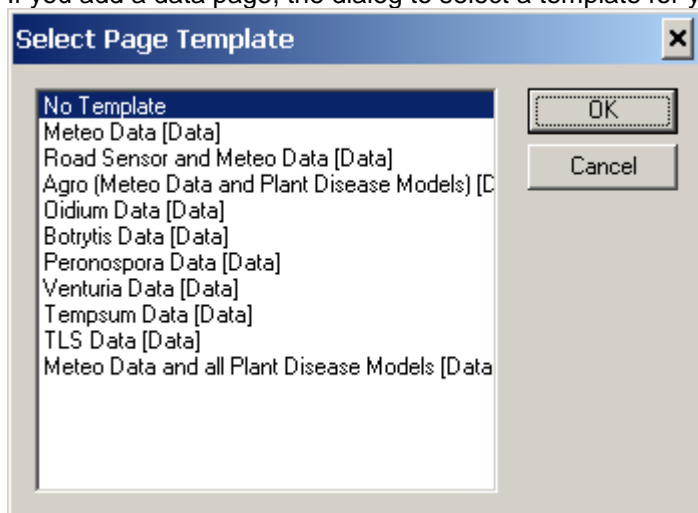 If you add a data page, the dialog to select a template for y
Select Page Template
No Template
OK
Meteo Data [Data]
Road Sensor and Meteo Data [Data]
Cancel
Agro (Meteo Data and Plant Disease Models) [D
Oidium Data [Data]
Botrytis Data [Data]
Peronospora Data [Data]
Venturia Data [Data]
Tempsum Data [Data]
TLS Data [Data]
Meteo Data and all Plant Disease Models [Data